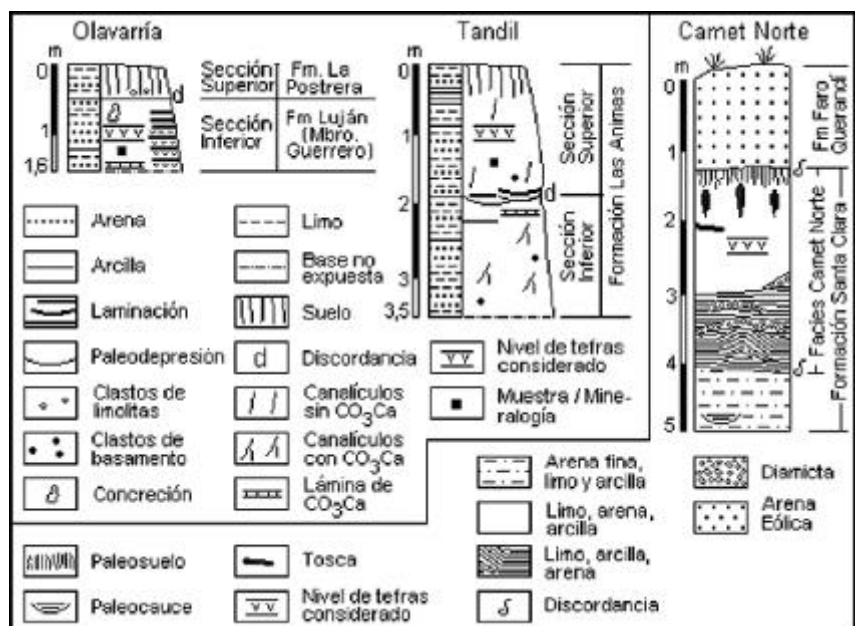 Olavarría
m
0
1
1,6
d
Sección
Superior
Fm. La
Postrera
Sección
Inferior
Fm Luján
(Mbro.
Guerrero)
Tandil
m
0
1
2
3
3,5
d
Sección Superior
Sección Inferior
Formación Las Animas
Camet Norte
m
0
1
2
3
4
5
Fm Faro
Querandí
Facies Camet Norte
Formación Santa Clara
Arena
Limo
Arcilla
Base no
expuesta
Laminación
Suelo
Paleodepresión
d
Discordancia
Nivel de tefras
considerado
Clastos de
limolitas
Canalículos
sin CO3Ca
Muestra / Mine-
ralogía
Clastos de
basamento
Canalículos
con CO3Ca
Concreción
Lámina de
CO3Ca
Arena fina,
limo y arcilla
Diamicta
Limo, arena,
arcilla
Arena
Eólica
Paleosuelo
Tosca
Limo, arcilla,
arena
Paleocauce
Nivel de tefras
considerado
Discordancia